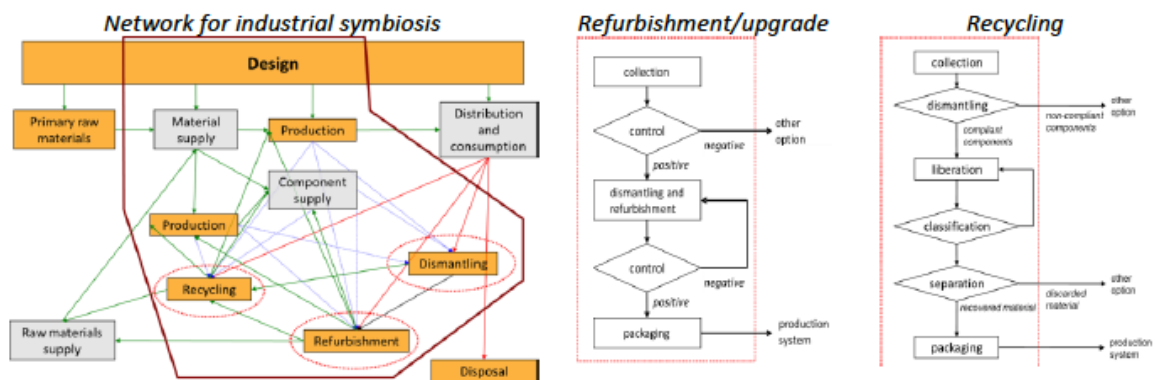 Network for industrial symbiosis
Design
Primary raw
materials
Material
supply
Production
Distribution
and
consumption
Component
supply
Production
Dismantling
Recycling
Raw materials
supply
Refurbishment
Disposal
Refurbishment/upgrade
collection
control
negative
other
option
positive
dismantling and
refurbishment
control
negative
positive
packaging
production
system
Recycling
collection
dismantling
non-compliant
components
other
option
compliant
components
liberation
classification
separation
recovered material
discarded
material
other
option
packaging
production
system